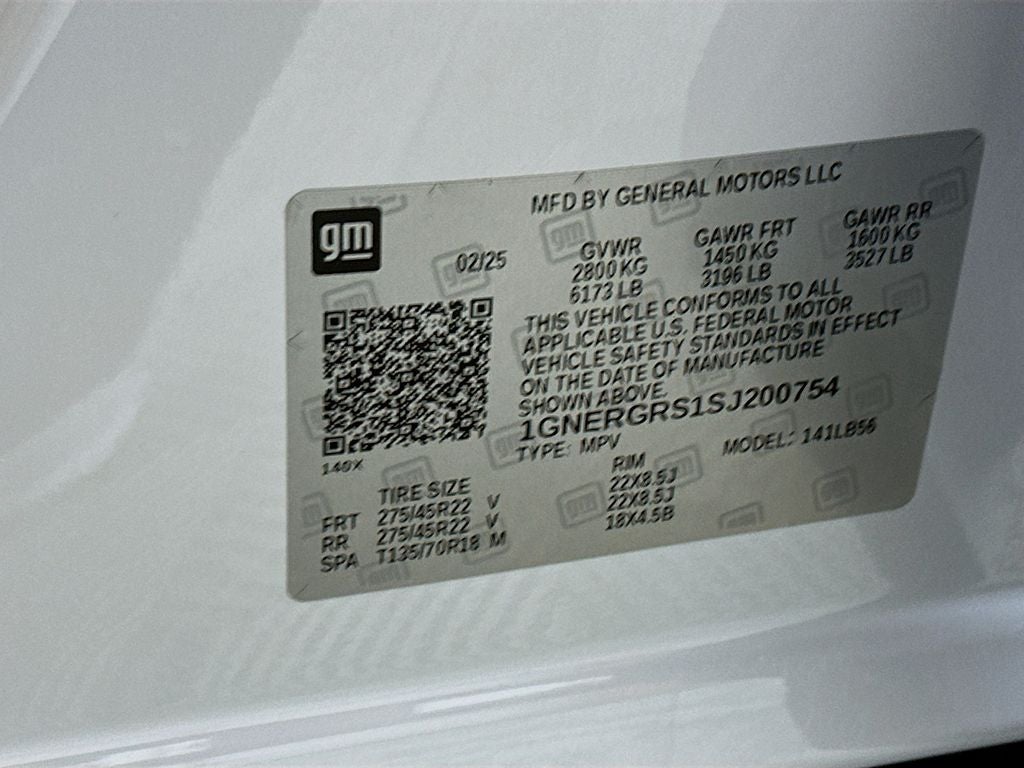 gm
MFD BY GENERAL MOTORS LLC
02/25
GVWR GAWR FRT GAWR RR
2800 KG 1450 KG 1600 KG
6173 LB 3196 LB 3527 LB
THIS VEHICLE CONFORMS TO ALL
APPLICABLE U.S. FEDERAL MOTOR
VEHICLE SAFETY STANDARDS IN EFFECT
ON THE DATE OF MANUFACTURE
SHOWN ABOVE.
1GNERGRS1SJ200754
TYPE: MPV MODEL: 141LB56
140X
TIRE SIZE RIM
FRT 275/45R22 V 22X8.5J
RR 275/45R22 V 22X8.5J
SPA T135/70R18 M 18X4.5B